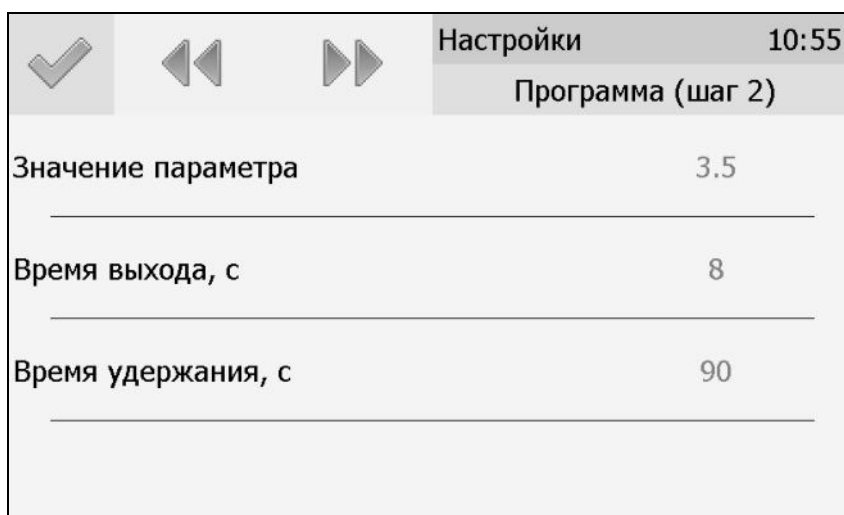 Настройки 10:55
Программа (шаг 2)
Значение параметра 3.5
Время выхода, с 8
Время удержания, с 90